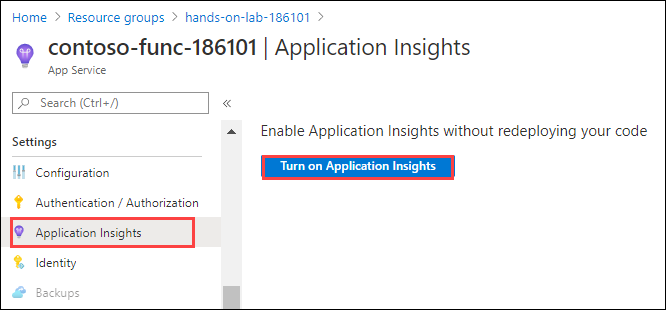 Home > Resource groups > hands-on-lab-186101 >
contoso-func-186101 | Application Insights
App Service
Search (Ctrl+/)
«
Enable Application Insights without redeploying your code
Turn on Application Insights
Settings
Configuration
Authentication / Authorization
Application Insights
Identity
Backups